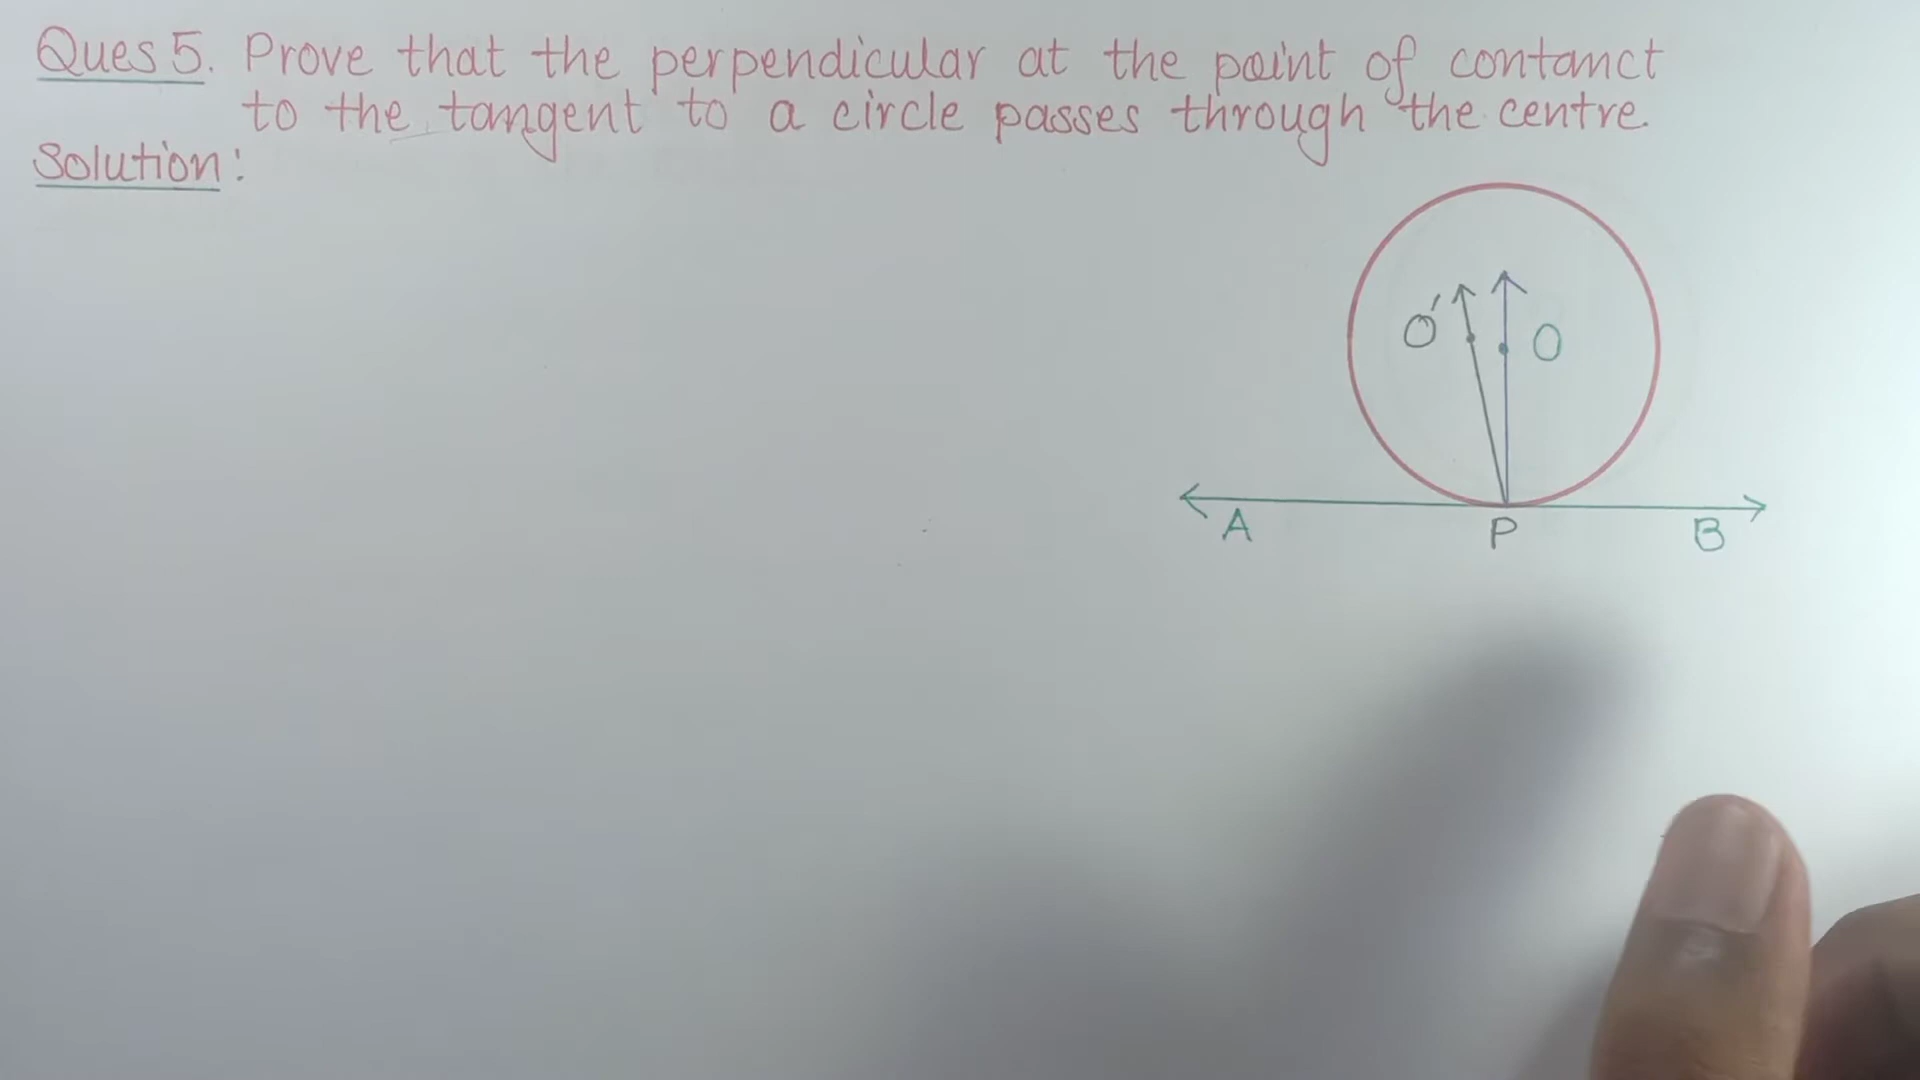 Ques 5. Prove that the perpendicular at the point of contanct
to the tangent to a circle passes through the centre.
Solution:
O' O
A P B